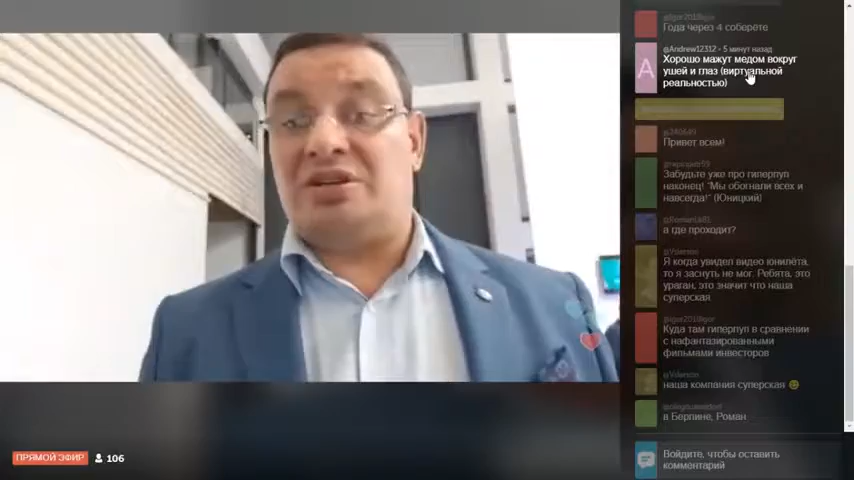 Года через 4 соберёте
@Andrew12312 • 5 минут назад
Хорошо мажут медом вокруг
ушей и глаз (виртуальной
реальностью)
Привет всем!
Забудьте уже про гиперпуп
наконец! "Мы обогнали всех и
навсегда!" (Юницкий)
а где проходит?
Я когда увидел видео юнилёта,
то я заснуть не мог. Ребята, это
ураган, это значит что наша
суперская
Куда там гиперпуп в сравнении
с нафантазированными
фильмами инвесторов
наша компания суперская
в Берлине, Роман
Войдите, чтобы оставить
комментарий
ПРЯМОЙ ЭФИР
106